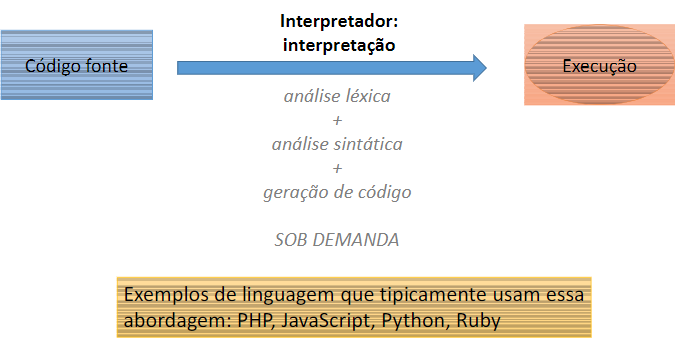 Interpretador:
interpretação
Código fonte
Execução
análise léxica
+
análise sintática
+
geração de código
SOB DEMANDA
Exemplos de linguagem que tipicamente usam essa
abordagem: PHP, JavaScript, Python, Ruby